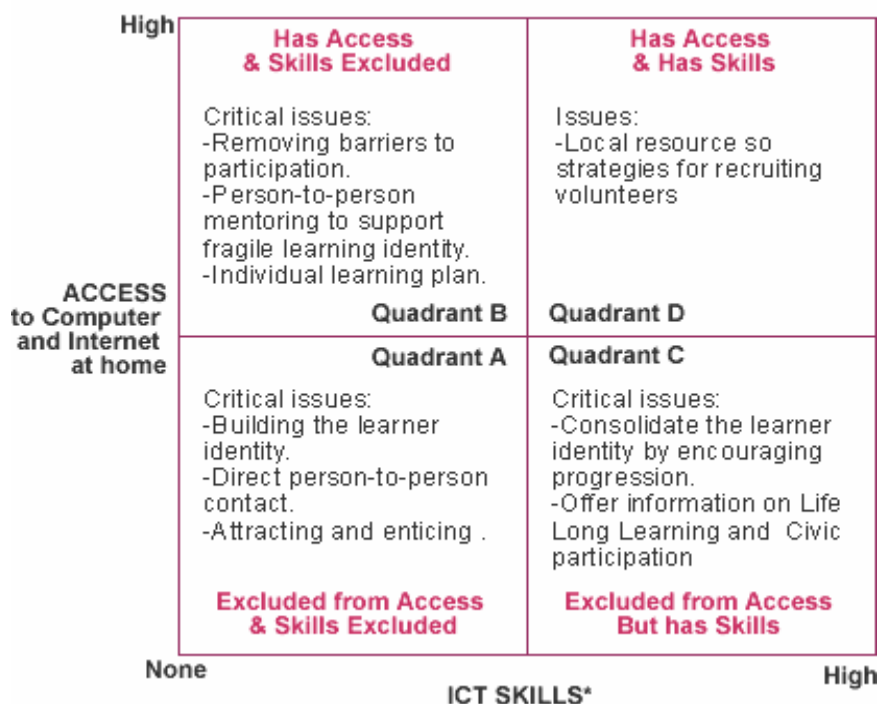 High
Has Access
& Skills Excluded
Critical issues:
-Removing barriers to
participation.
-Person-to-person
mentoring to support
fragile learning identity.
-Individual learning plan.
Quadrant B
Has Access
& Has Skills
Issues:
-Local resource so
strategies for recruiting
volunteers
Quadrant D
ACCESS
to Computer
and Internet
at home
Quadrant A
Critical issues:
-Building the learner
identity.
-Direct person-to-person
contact.
-Attracting and enticing .
Excluded from Access
& Skills Excluded
Quadrant C
Critical issues:
-Consolidate the learner
identity by encouraging
progression.
-Offer information on Life
Long Learning and Civic
participation
Excluded from Access
But has Skills
None
High
ICT SKILLS*